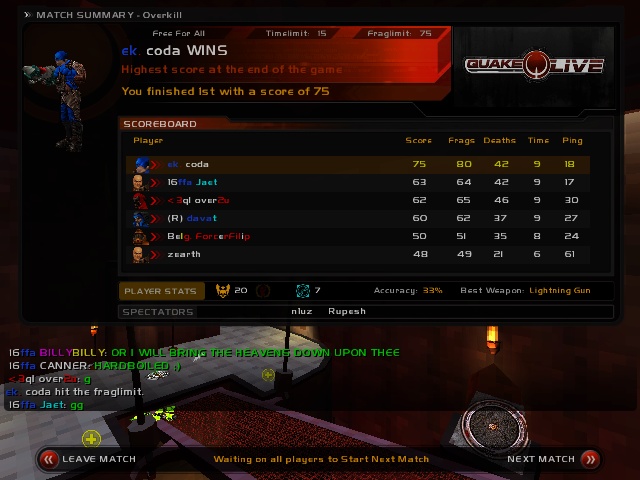 MATCH SUMMARY - Overkill
Free For All Timelimit: 15 Fraglimit: 75
ek. coda WINS
Highest score at the end of the game
You finished 1st with a score of 75
QUAKE LIVE
SCOREBOARD
Player Score Frags Deaths Time Ping
ek. coda 75 80 42 9 18
16ffa Jaet 63 64 42 9 17
< 3ql over2u 62 65 46 9 30
(R) davat 60 62 37 9 27
Belg. ForcerFilip 50 51 35 8 24
zearth 48 49 21 6 61
PLAYER STATS 20 7 Accuracy: 33% Best Weapon: Lightning Gun
SPECTATORS nluz Rupesh
16ffa BILLYBILLY: OR I WILL BRING THE HEAVENS DOWN UPON THEE
16ffa CANNER: HARDBOILED ;)
< 3ql over2u: g
ek. coda hit the fraglimit.
16ffa Jaet: gg
LEAVE MATCH Waiting on all players to Start Next Match NEXT MATCH